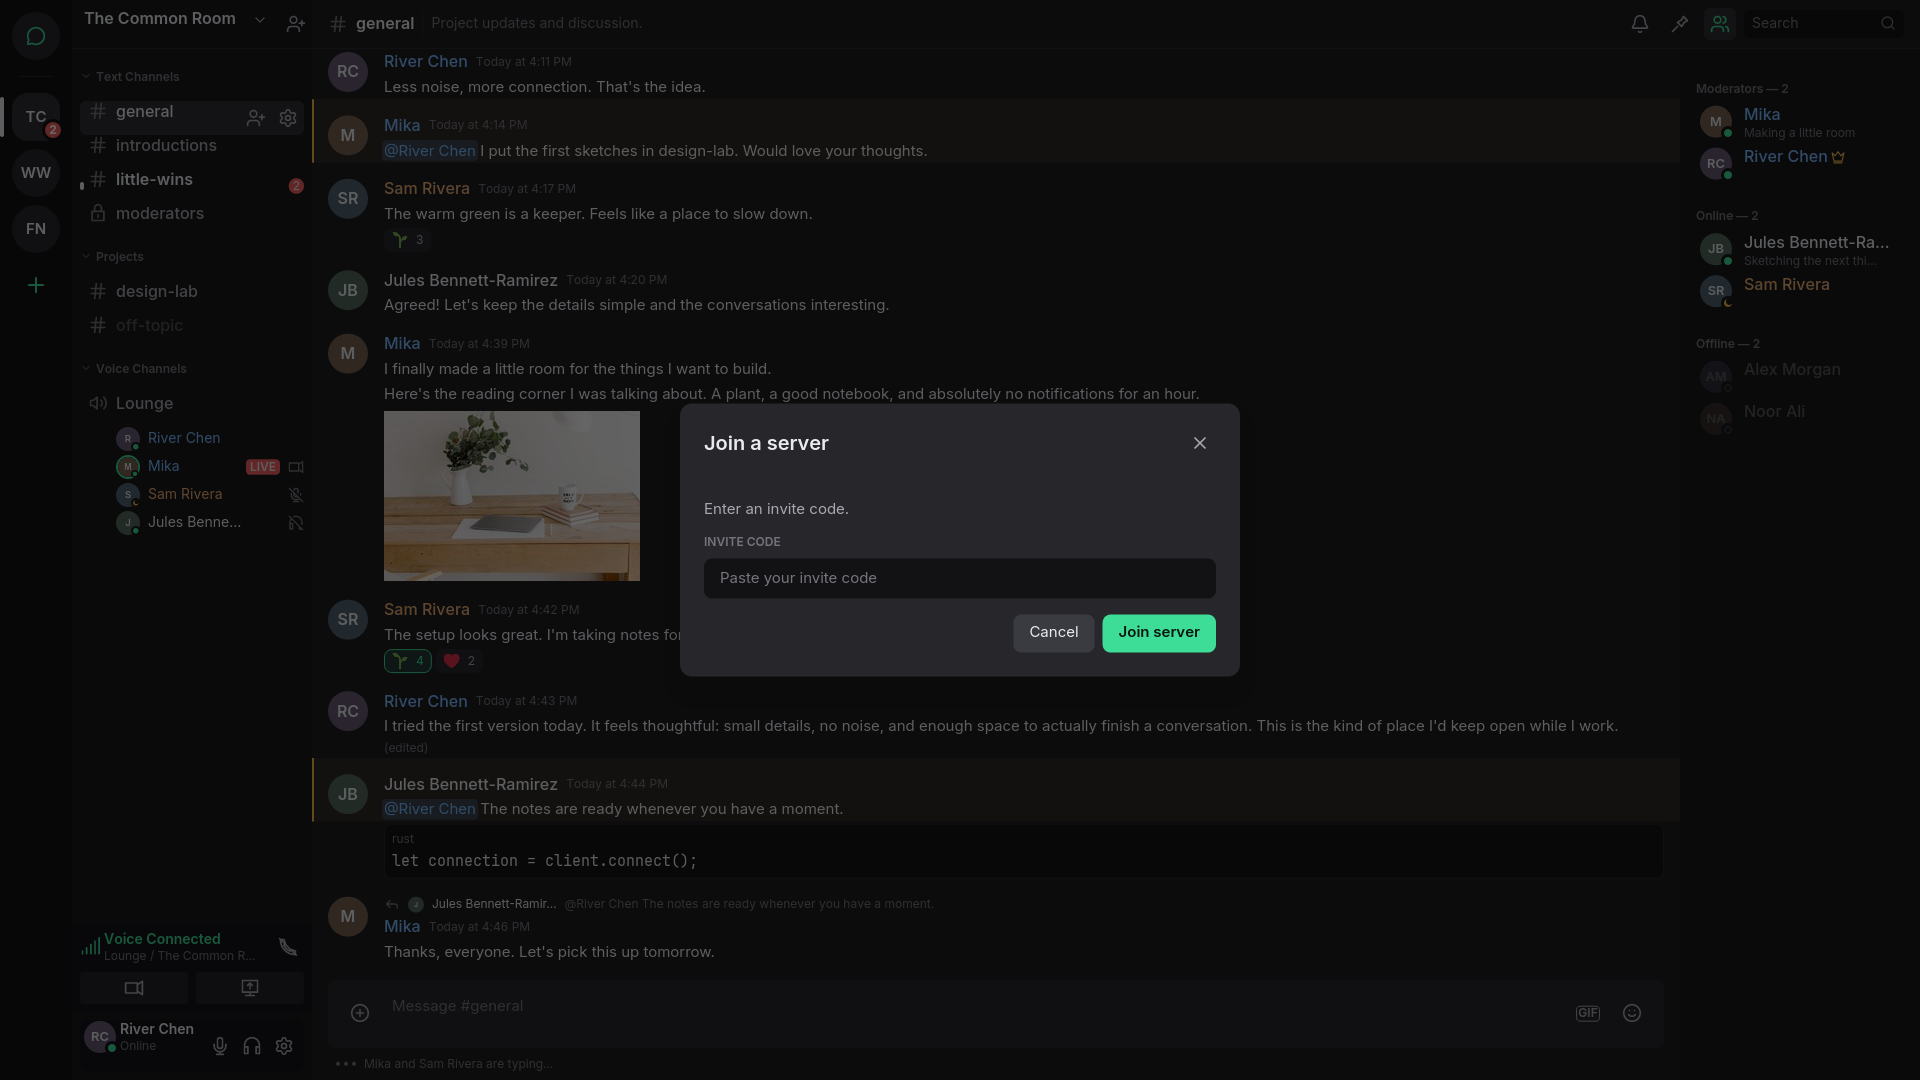 The Common Room
general
Project updates and discussion.
Search
TC
2
WW
FN
Text Channels
general
introductions
little-wins
2
moderators
Projects
design-lab
off-topic
Voice Channels
Lounge
R
River Chen
M
Mika
LIVE
S
Sam Rivera
J
Jules Benne...
Voice Connected
Lounge / The Common R...
RC
River Chen
Online
RC
River Chen Today at 4:11 PM
Less noise, more connection. That's the idea.
M
Mika Today at 4:14 PM
@River Chen I put the first sketches in design-lab. Would love your thoughts.
SR
Sam Rivera Today at 4:17 PM
The warm green is a keeper. Feels like a place to slow down.
3
JB
Jules Bennett-Ramirez Today at 4:20 PM
Agreed! Let's keep the details simple and the conversations interesting.
M
Mika Today at 4:39 PM
I finally made a little room for the things I want to build.
Here's the reading corner I was talking about. A plant, a good notebook, and absolutely no notifications for an hour.
SR
Sam Rivera Today at 4:42 PM
The setup looks great. I'm taking notes for
4
2
RC
River Chen Today at 4:43 PM
I tried the first version today. It feels thoughtful: small details, no noise, and enough space to actually finish a conversation. This is the kind of place I'd keep open while I work.
(edited)
JB
Jules Bennett-Ramirez Today at 4:44 PM
@River Chen The notes are ready whenever you have a moment.
rust
let connection = client.connect();
J
Jules Bennett-Ramir... @River Chen The notes are ready whenever you have a moment.
M
Mika Today at 4:46 PM
Thanks, everyone. Let's pick this up tomorrow.
Message #general
GIF
Mika and Sam Rivera are typing...
Join a server
Enter an invite code.
INVITE CODE
Paste your invite code
Cancel
Join server
Moderators — 2
M
Mika
Making a little room
RC
River Chen
Online — 2
JB
Jules Bennett-Ra...
Sketching the next thi...
SR
Sam Rivera
Offline — 2
AM
Alex Morgan
NA
Noor Ali